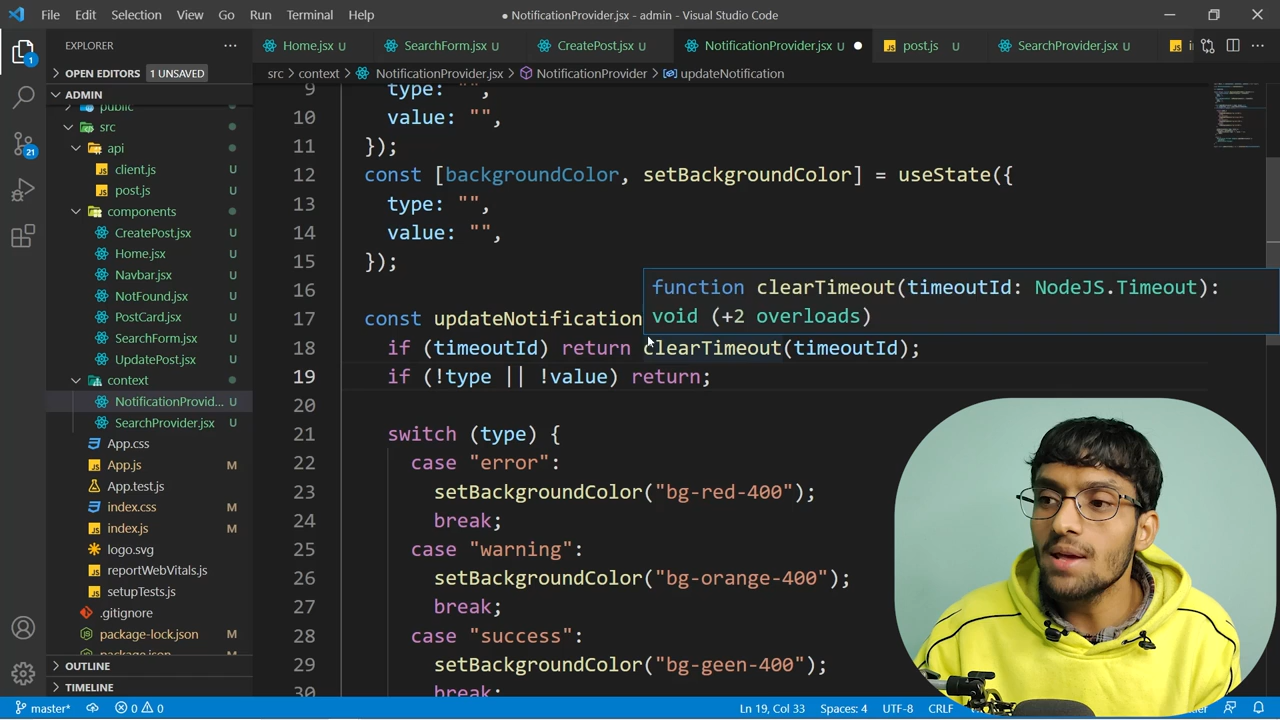 File Edit Selection View Go Run Terminal Help
● NotificationProvider.jsx - admin - Visual Studio Code
EXPLORER
Home.jsx U
SearchForm.jsx U
CreatePost.jsx U
NotificationProvider.jsx U
post.js U
SearchProvider.jsx U
OPEN EDITORS 1 UNSAVED
src > context > NotificationProvider.jsx > NotificationProvider > updateNotification
ADMIN
public
src
api
client.js U
post.js U
components
CreatePost.jsx U
Home.jsx U
Navbar.jsx U
NotFound.jsx U
PostCard.jsx U
SearchForm.jsx U
UpdatePost.jsx U
context
NotificationProvid... U
SearchProvider.jsx U
App.css
App.js M
App.test.js
index.css M
index.js M
logo.svg
reportWebVitals.js
setupTests.js
.gitignore
package-lock.json M
package.json
OUTLINE
TIMELINE
9 type: "",
10 value: "",
11 });
12 const [backgroundColor, setBackgroundColor] = useState({
13 type: "",
14 value: "",
15 });
16
function clearTimeout(timeoutId: NodeJS.Timeout):
void (+2 overloads)
17 const updateNotification
18 if (timeoutId) return clearTimeout(timeoutId);
19 if (!type || !value) return;
20
21 switch (type) {
22 case "error":
23 setBackgroundColor("bg-red-400");
24 break;
25 case "warning":
26 setBackgroundColor("bg-orange-400");
27 break;
28 case "success":
29 setBackgroundColor("bg-geen-400");
30 break;
21
master* 0 0 Ln 19, Col 33 Spaces: 4 UTF-8 CRLF